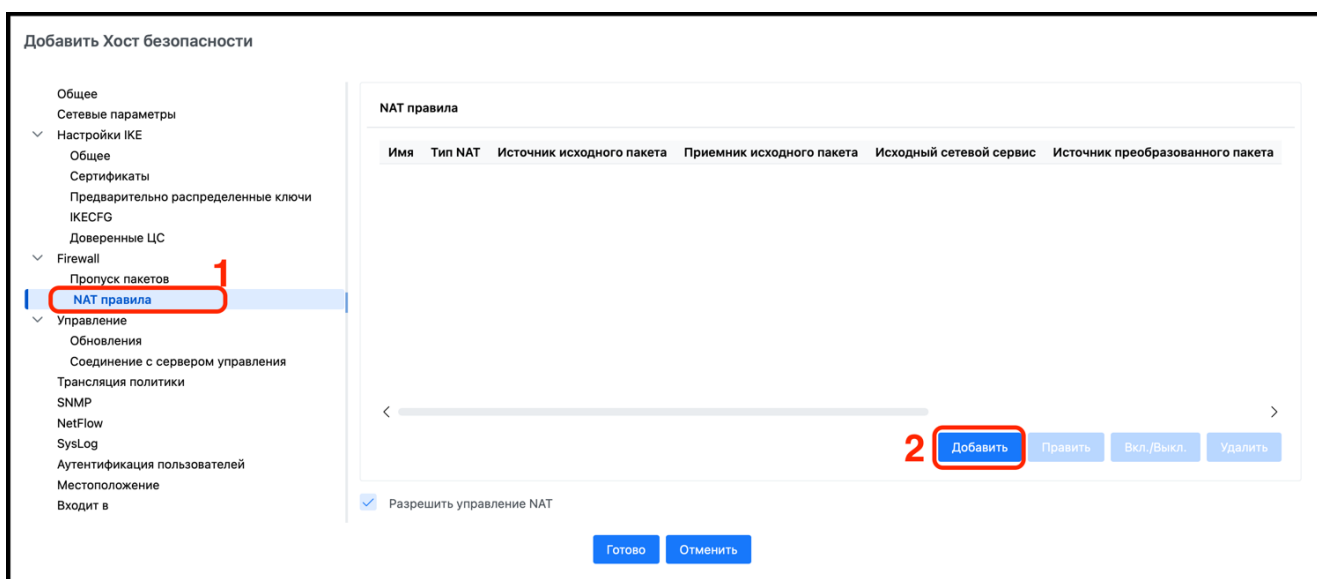 Добавить Хост безопасности
Общее
Сетевые параметры
Настройки IKE
Общее
Сертификаты
Предварительно распределенные ключи
IKECFG
Доверенные ЦС
Firewall
Пропуск пакетов
1
NAT правила
Управление
Обновления
Соединение с сервером управления
Трансляция политики
SNMP
NetFlow
SysLog
Аутентификация пользователей
Местоположение
Входит в
NAT правила
Имя Тип NAT Источник исходного пакета Приемник исходного пакета Исходный сетевой сервис Источник преобразованного пакета
2 Добавить Править Вкл./Выкл. Удалить
Разрешить управление NAT
Готово Отменить